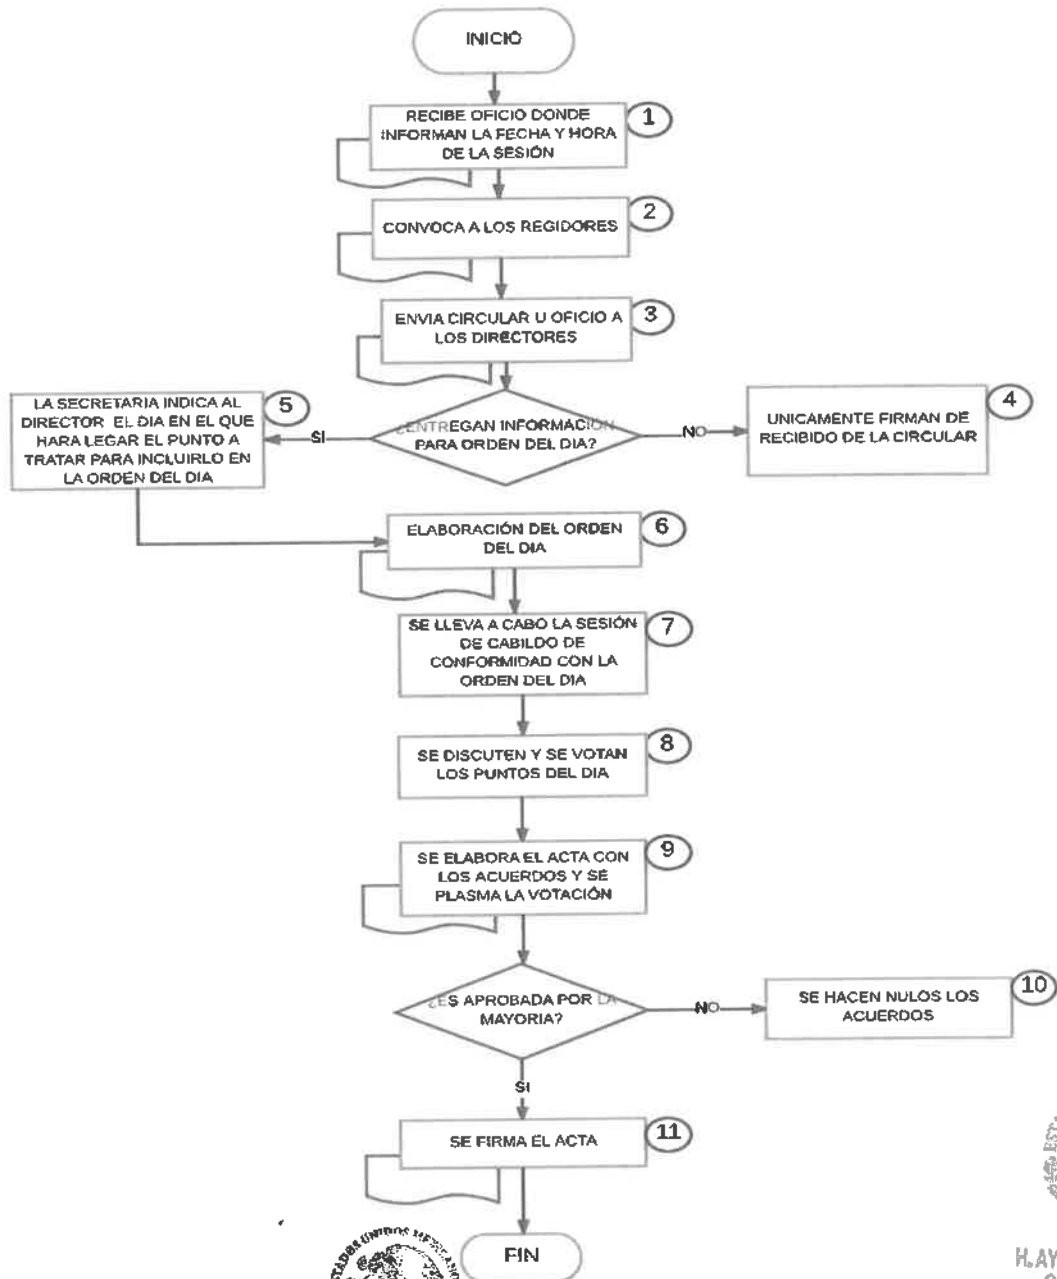 INICIO
RECIBE OFICIO DONDE
INFORMAN LA FECHA Y HORA
DE LA SESIÓN
1
CONVOCA A LOS REGIDORES
2
ENVIA CIRCULAR U OFICIO A
LOS DIRECTORES
3
¿ENTREGAN INFORMACIÓN
PARA ORDEN DEL DIA?
NO
UNICAMENTE FIRMAN DE
RECIBIDO DE LA CIRCULAR
4
SI
LA SECRETARIA INDICA AL
DIRECTOR EL DIA EN EL QUE
HARA LEGAR EL PUNTO A
TRATAR PARA INCLUIRLO EN
LA ORDEN DEL DIA
5
ELABORACIÓN DEL ORDEN
DEL DIA
6
SE LLEVA A CABO LA SESIÓN
DE CABILDO DE
CONFORMIDAD CON LA
ORDEN DEL DIA
7
SE DISCUTEN Y SE VOTAN
LOS PUNTOS DEL DIA
8
SE ELABORA EL ACTA CON
LOS ACUERDOS Y SE
PLASMA LA VOTACIÓN
9
¿ES APROBADA POR LA
MAYORIA?
NO
SE HACEN NULOS LOS
ACUERDOS
10
SI
SE FIRMA EL ACTA
11
FIN
UNIDOS
H. AY